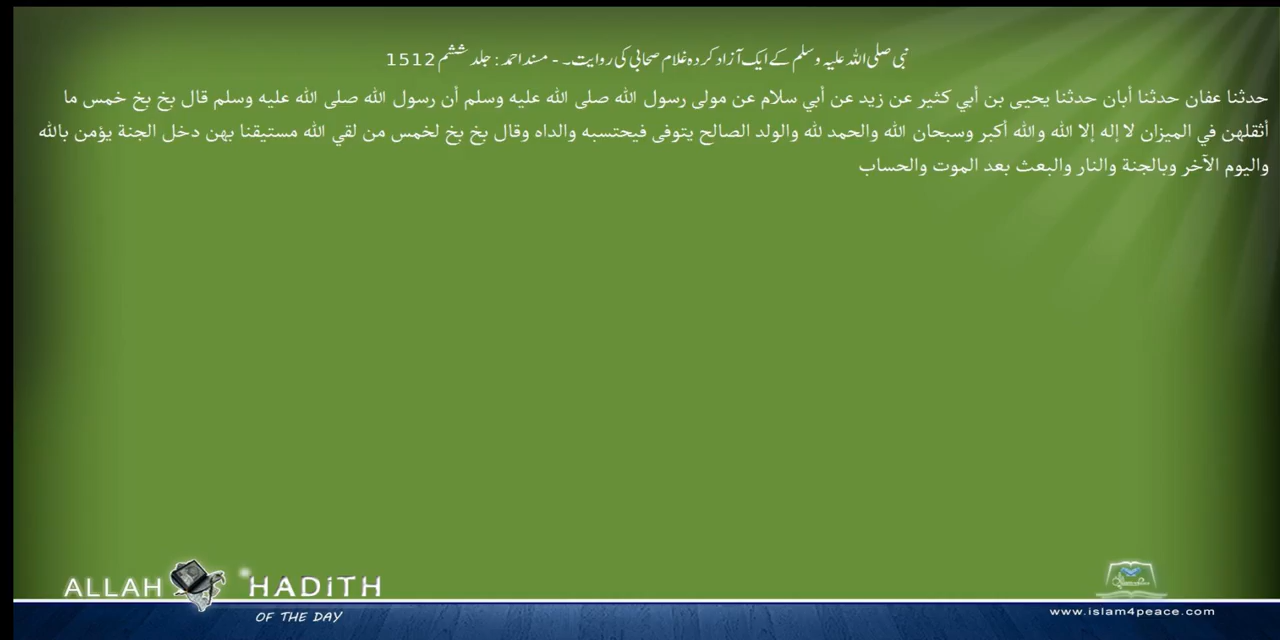 نبی صلی اللہ علیہ وسلم کے ایک آزاد کردہ غلام صحابی کی روایت۔ - مسند احمد : جلد ششم 1512
حدثنا عفان حدثنا أبان حدثنا يحيى بن أبي كثير عن زيد عن أبي سلام عن مولى رسول الله صلى الله عليه وسلم أن رسول الله صلى الله عليه وسلم قال بخ بخ خمس ما
أثقلهن في الميزان لا إله إلا الله والله أكبر وسبحان الله والحمد لله والولد الصالح يتوفى فيحتسبه والداه وقال بخ بخ لخمس من لقي الله مستيقنا بهن دخل الجنة يؤمن بالله
واليوم الآخر وبالجنة والنار والبعث بعد الموت والحساب
ALLAH HADITH
OF THE DAY
www.islam4peace.com